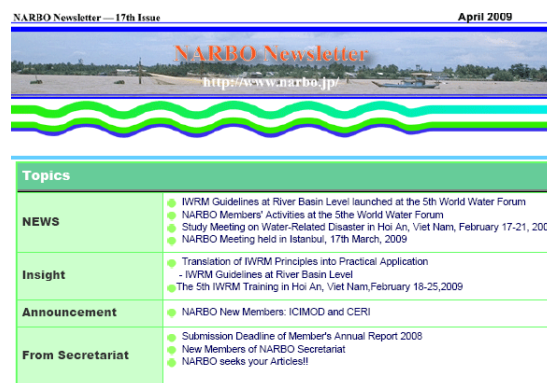 NARBO Newsletter — 17th Issue April 2009
NARBO Newsletter
http://www.narbo.jp/
Topics
NEWS
IWRM Guidelines at River Basin Level launched at the 5th World Water Forum
NARBO Members' Activities at the 5the World Water Forum
Study Meeting on Water-Related Disaster in Hoi An, Viet Nam, February 17-21, 200
NARBO Meeting held in Istanbul, 17th March, 2009
Insight
Translation of IWRM Principles into Practical Application
- IWRM Guidelines at River Basin Level
The 5th IWRM Training in Hoi An, Viet Nam,February 18-25,2009
Announcement
NARBO New Members: ICIMOD and CERI
From Secretariat
Submission Deadline of Member's Annual Report 2008
New Members of NARBO Secretariat
NARBO seeks your Articles!!